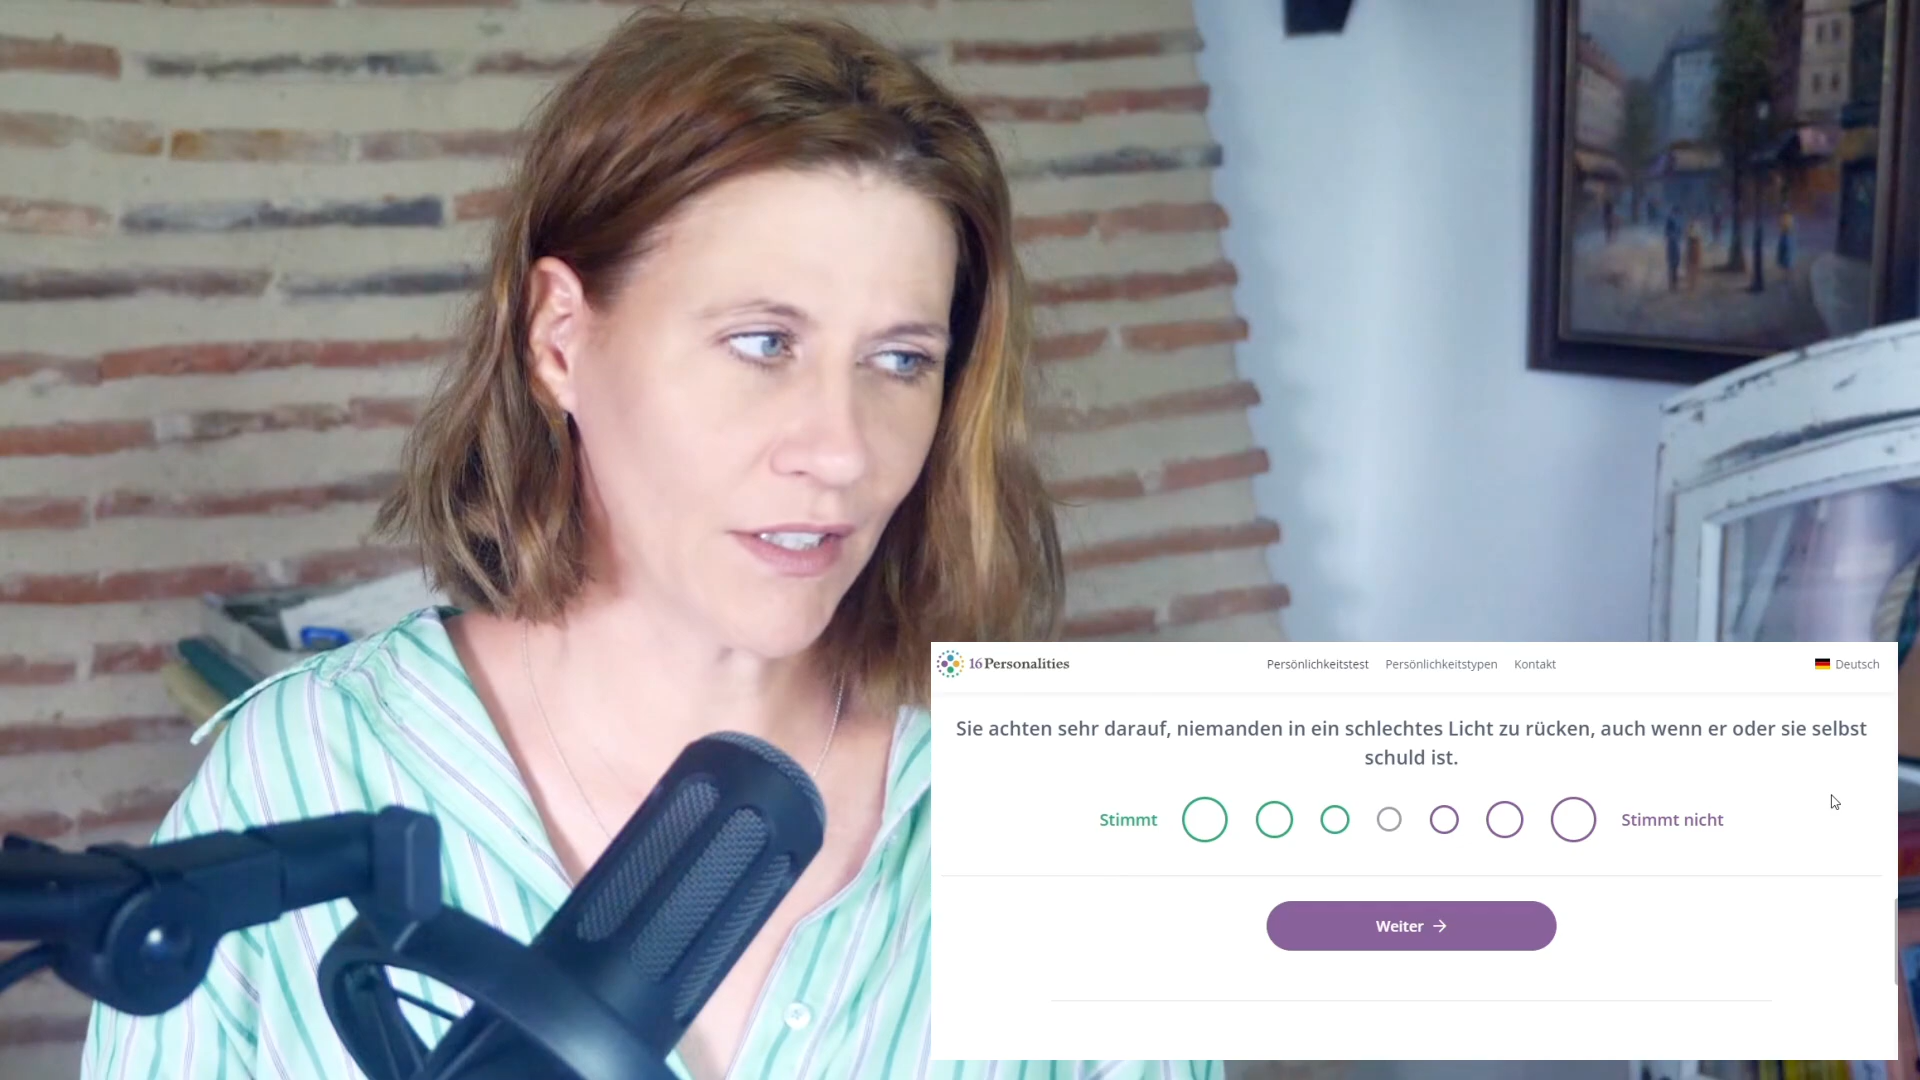 16Personalities
Persönlichkeitstest Persönlichkeitstypen Kontakt
Deutsch
Sie achten sehr darauf, niemanden in ein schlechtes Licht zu rücken, auch wenn er oder sie selbst
schuld ist.
Stimmt
Stimmt nicht
Weiter →